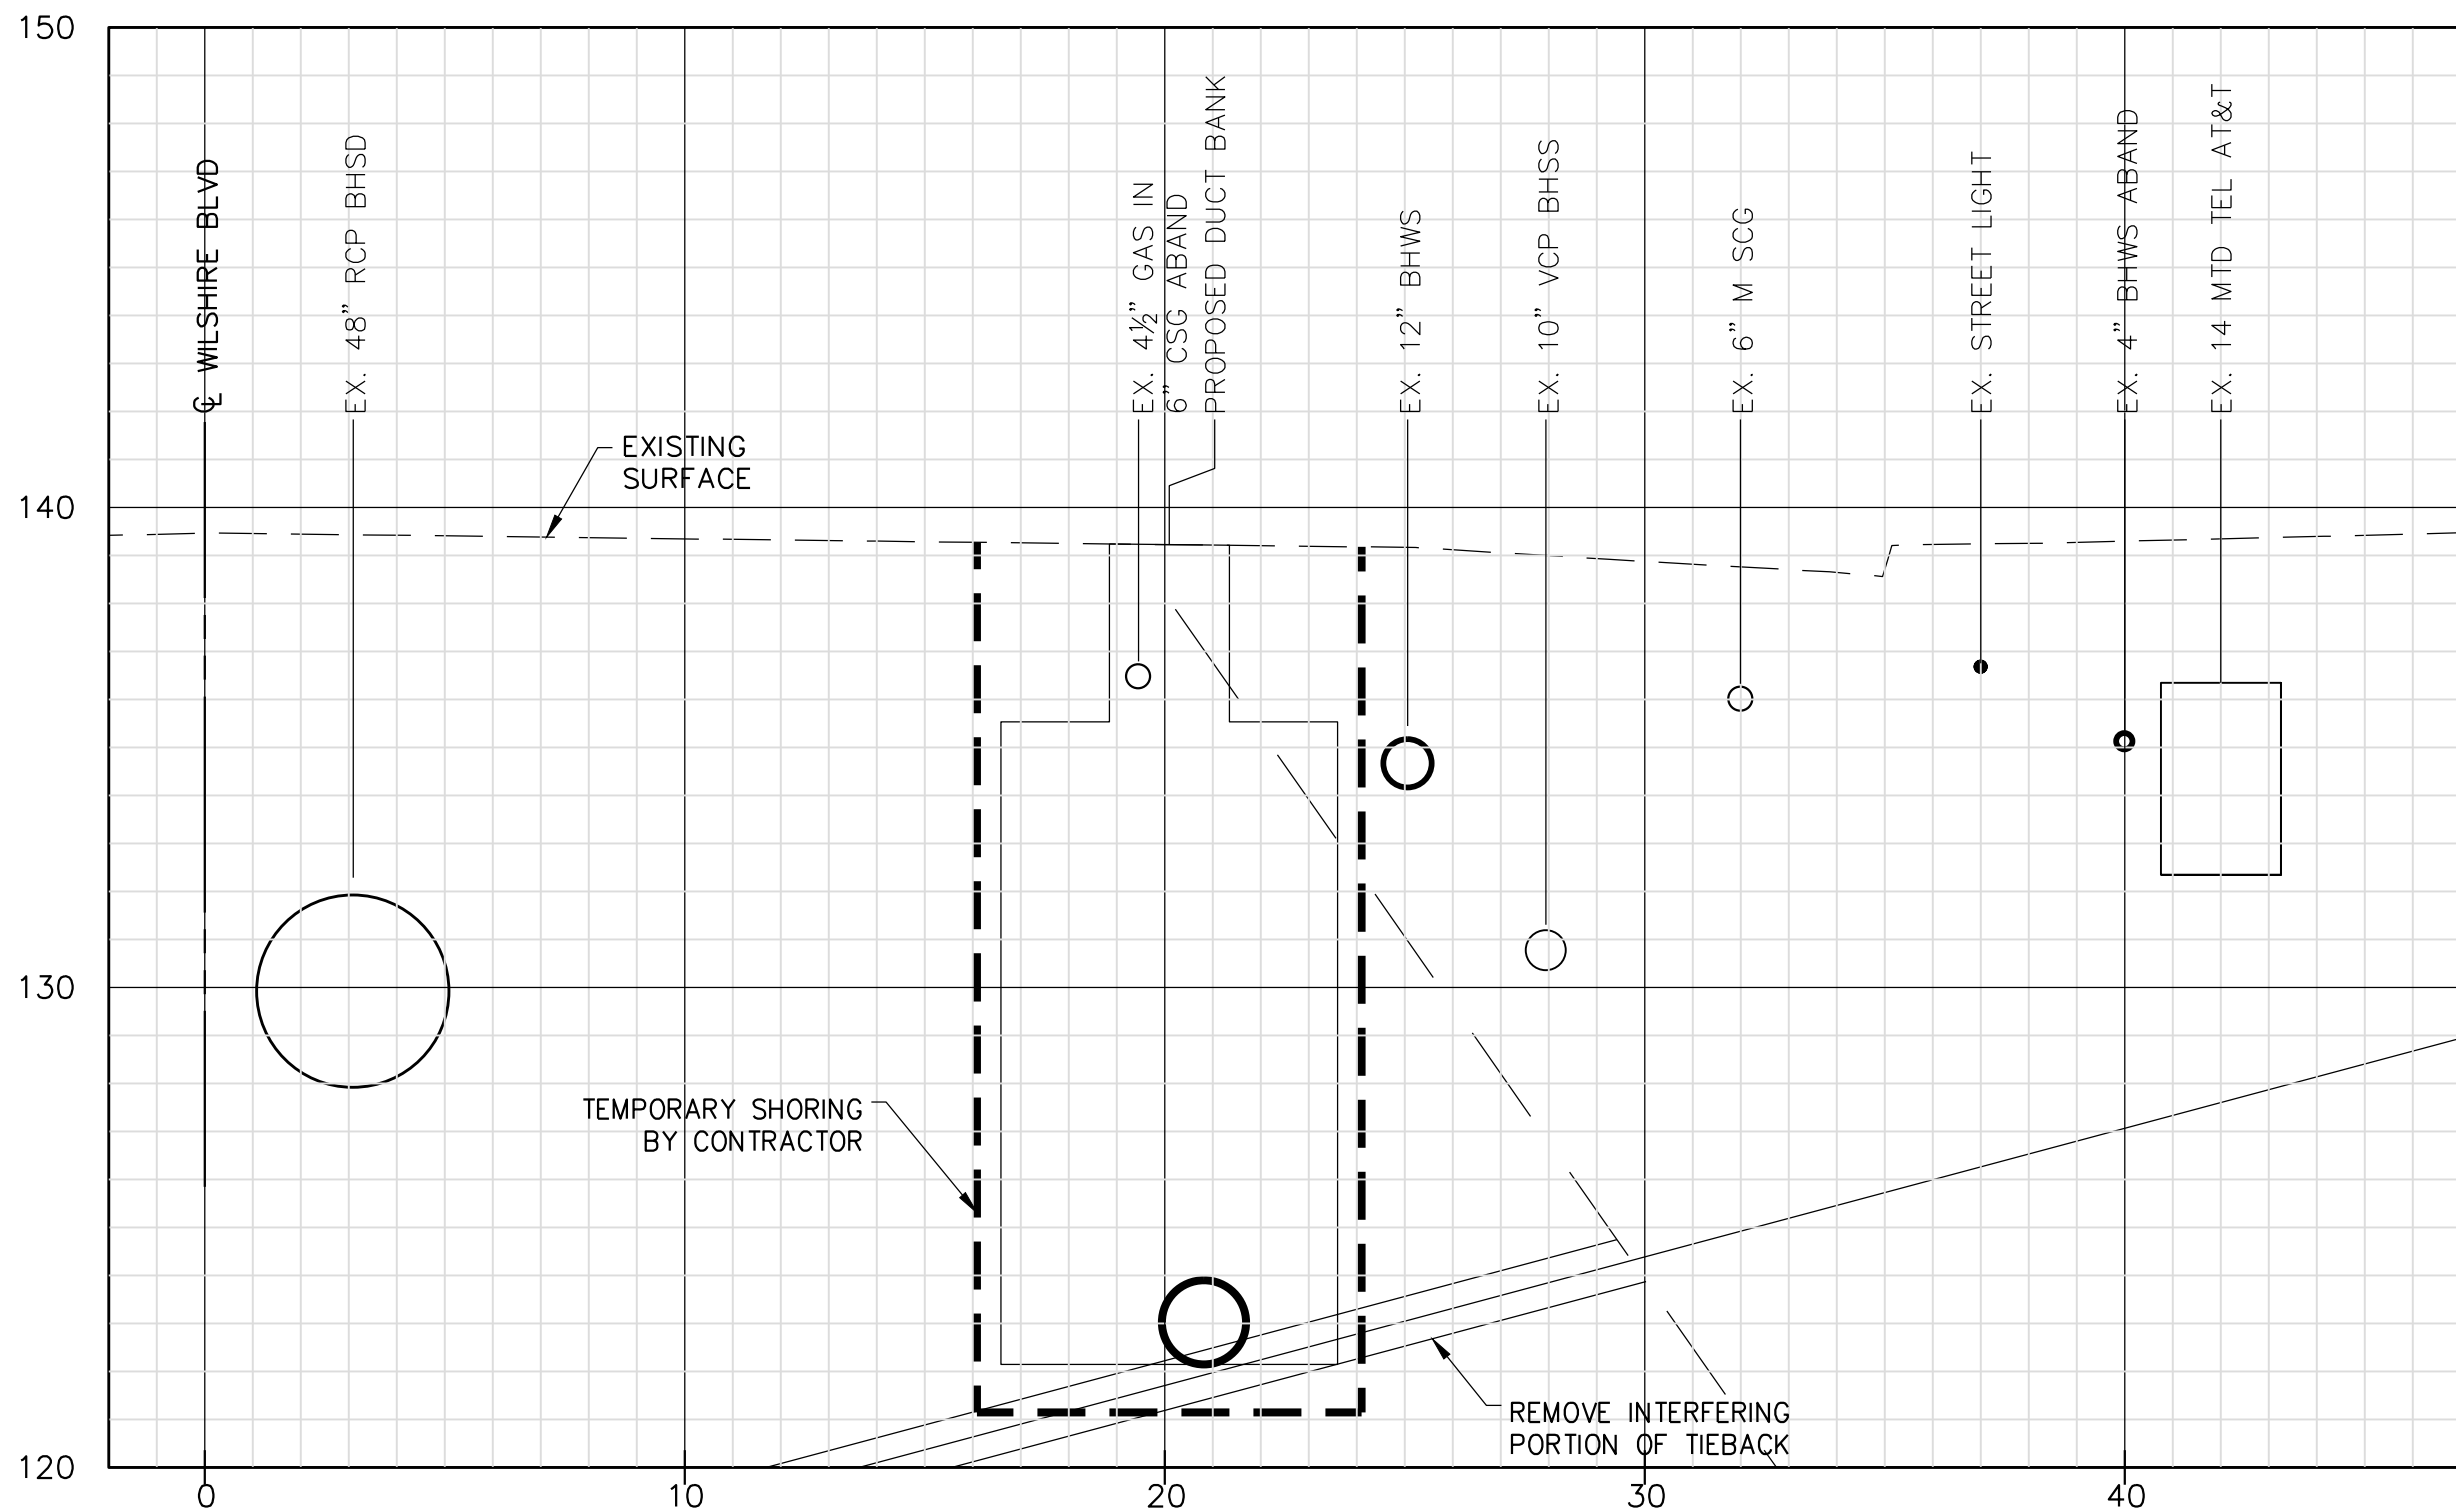 150
140
130
120
℄ WILSHIRE BLVD
EX. 48" RCP BHSD
EX. 4½" GAS IN
6" CSG ABAND
PROPOSED DUCT BANK
EX. 12" BHWS
EX. 10" VCP BHSS
EX. 6" M SCG
EX. STREET LIGHT
EX. 4" BHWS ABAND
EX. 14 MTD TEL AT&T
EXISTING
SURFACE
TEMPORARY SHORING
BY CONTRACTOR
REMOVE INTERFERING
PORTION OF TIEBACK
0
10
20
30
40